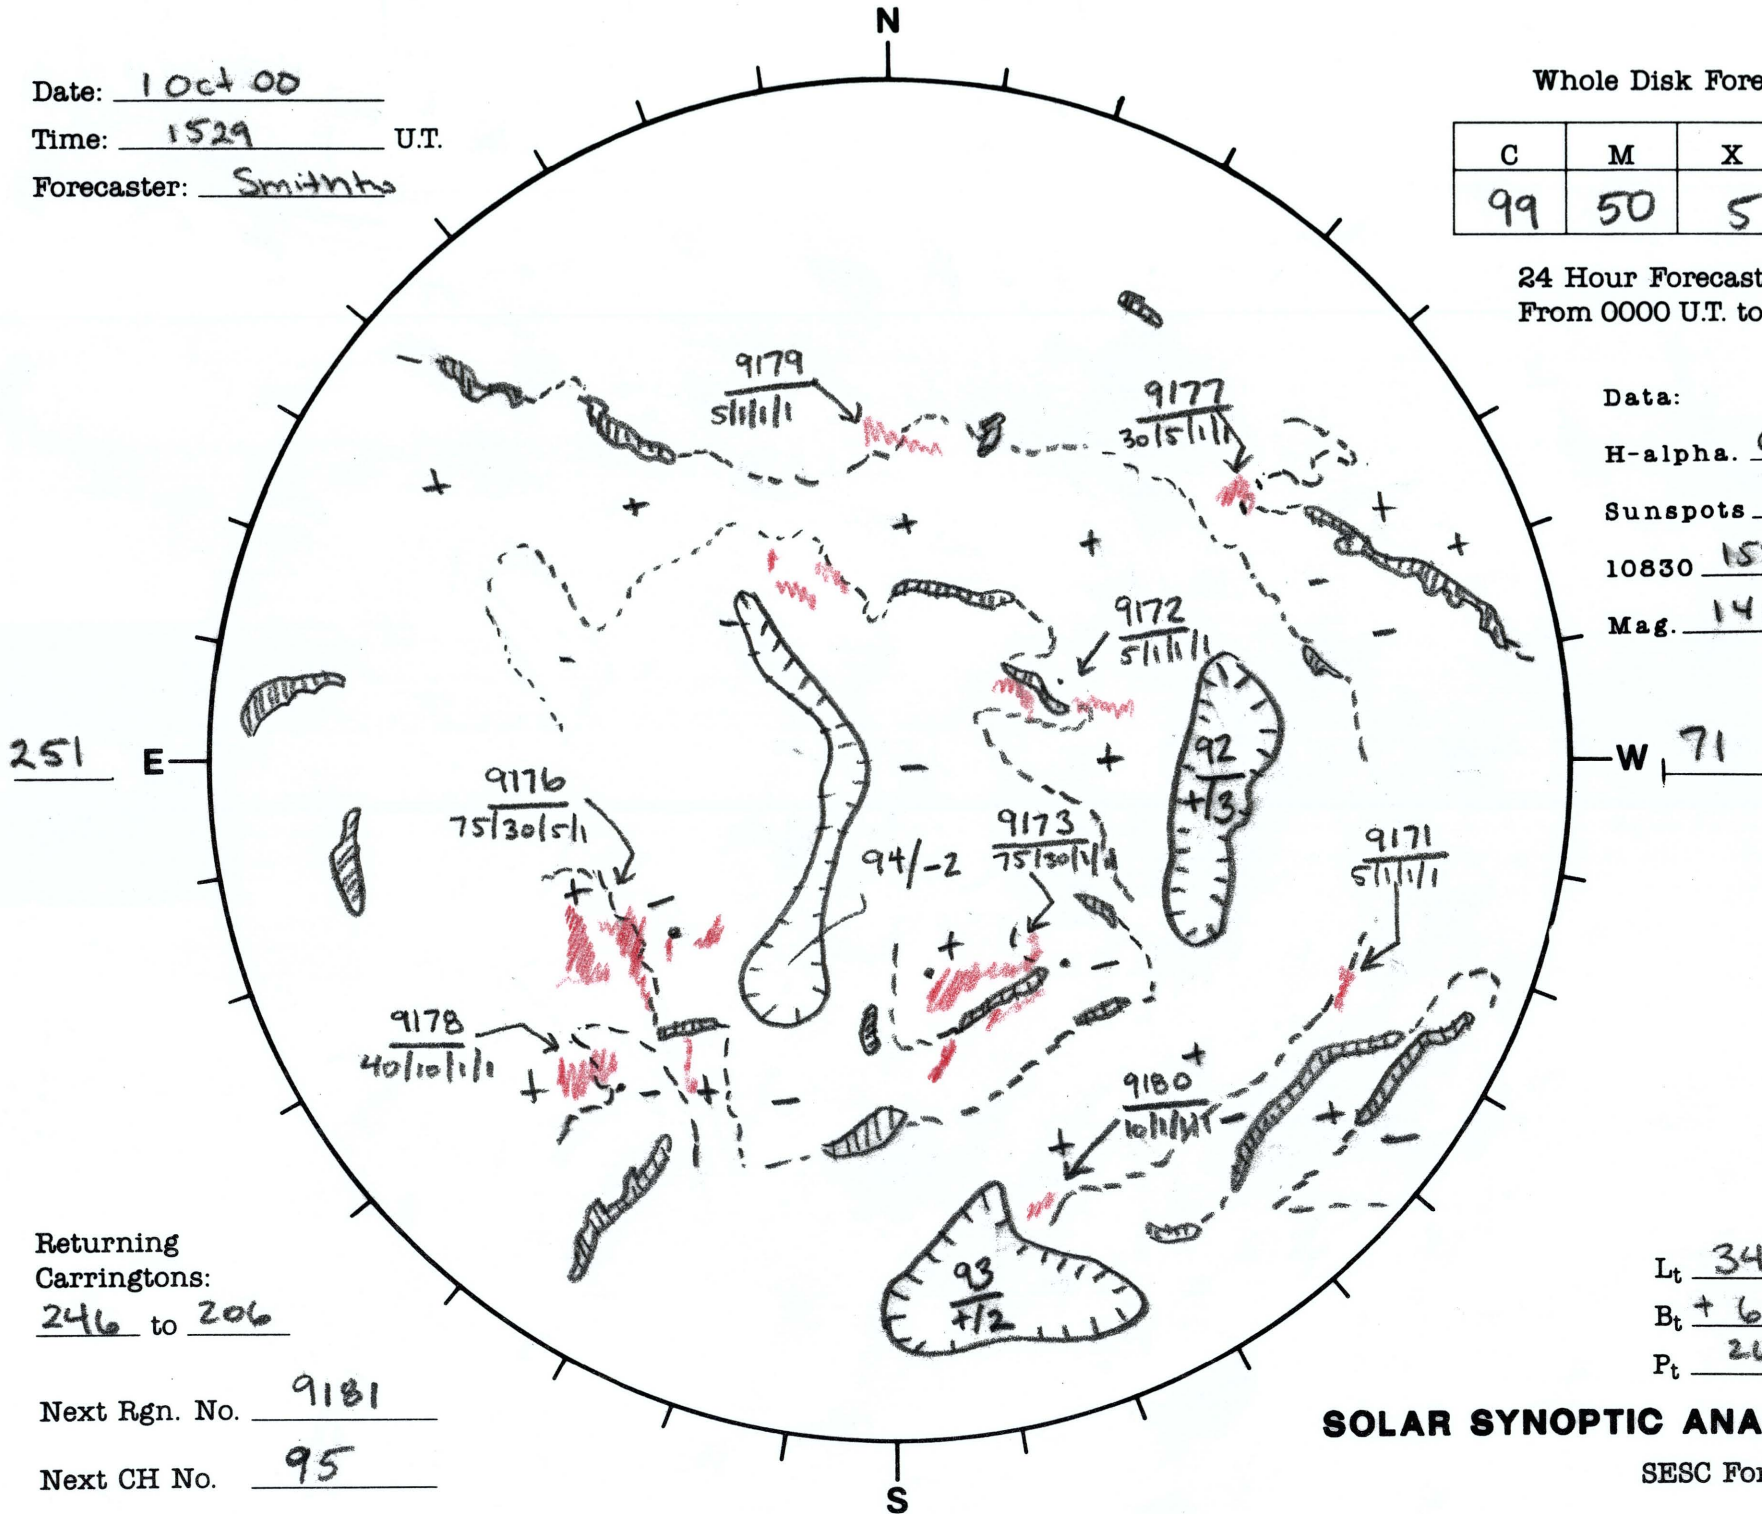 N
Date: 1 Oct 00
Time: 1529 U.T.
Forecaster:
Whole Disk Fore
C M X
99 50 5
24 Hour Forecast
From 0000 U.T. to
Data:
H-alpha.
Sunspots
10830 15
Mag. 14
9179
5/1/1/1
9177
30/5/1/1
9172
5/1/1/1
251 E
W 71
92
+/3
9176
75/30/5/1
94/-2
9173
75/30/1/1
9171
5/1/1/1
9178
40/10/1/1
9180
10/1/1/1
93
+/2
Returning
Carringtons:
246 to 206
Next Rgn. No. 9181
Next CH No. 95
Lt 34
Bt + 6
Pt 26
SOLAR SYNOPTIC ANA
SESC For
S